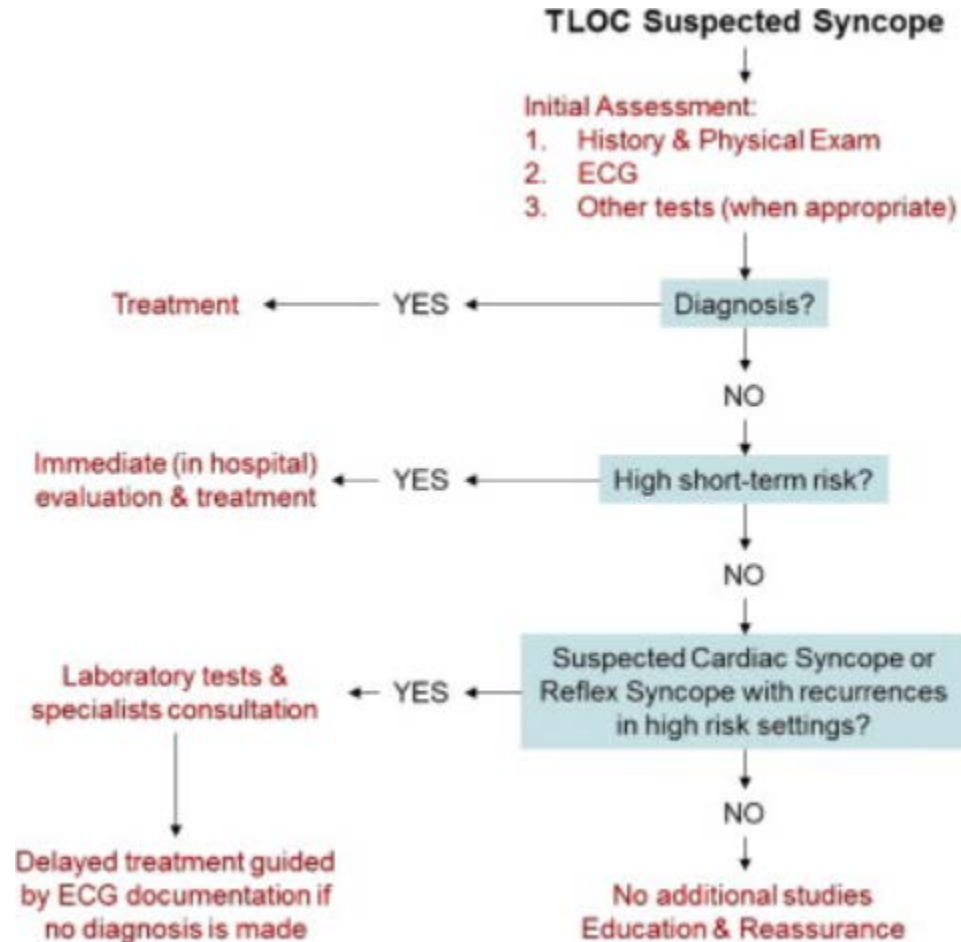 TLOC Suspected Syncope
Initial Assessment:
1. History & Physical Exam
2. ECG
3. Other tests (when appropriate)
Diagnosis?
YES
Treatment
NO
High short-term risk?
YES
Immediate (in hospital)
evaluation & treatment
NO
Suspected Cardiac Syncope or
Reflex Syncope with recurrences
in high risk settings?
YES
Laboratory tests &
specialists consultation
Delayed treatment guided
by ECG documentation if
no diagnosis is made
NO
No additional studies
Education & Reassurance